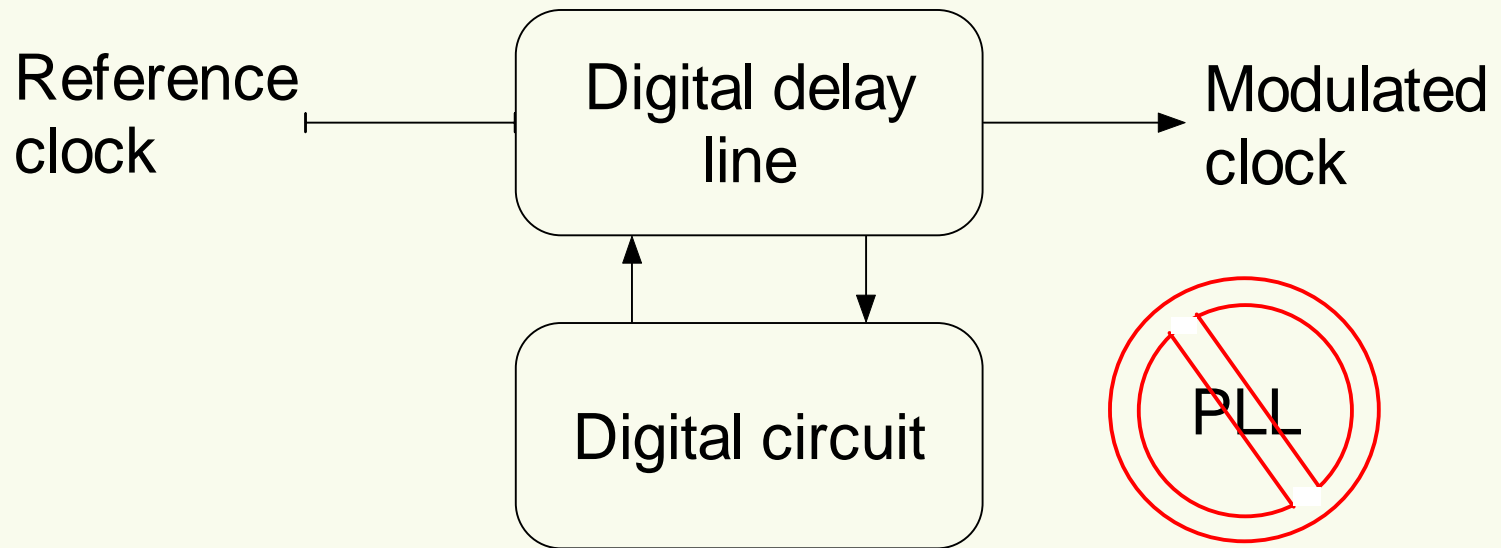 Reference
clock
Digital delay
line
Modulated
clock
Digital circuit
PLL